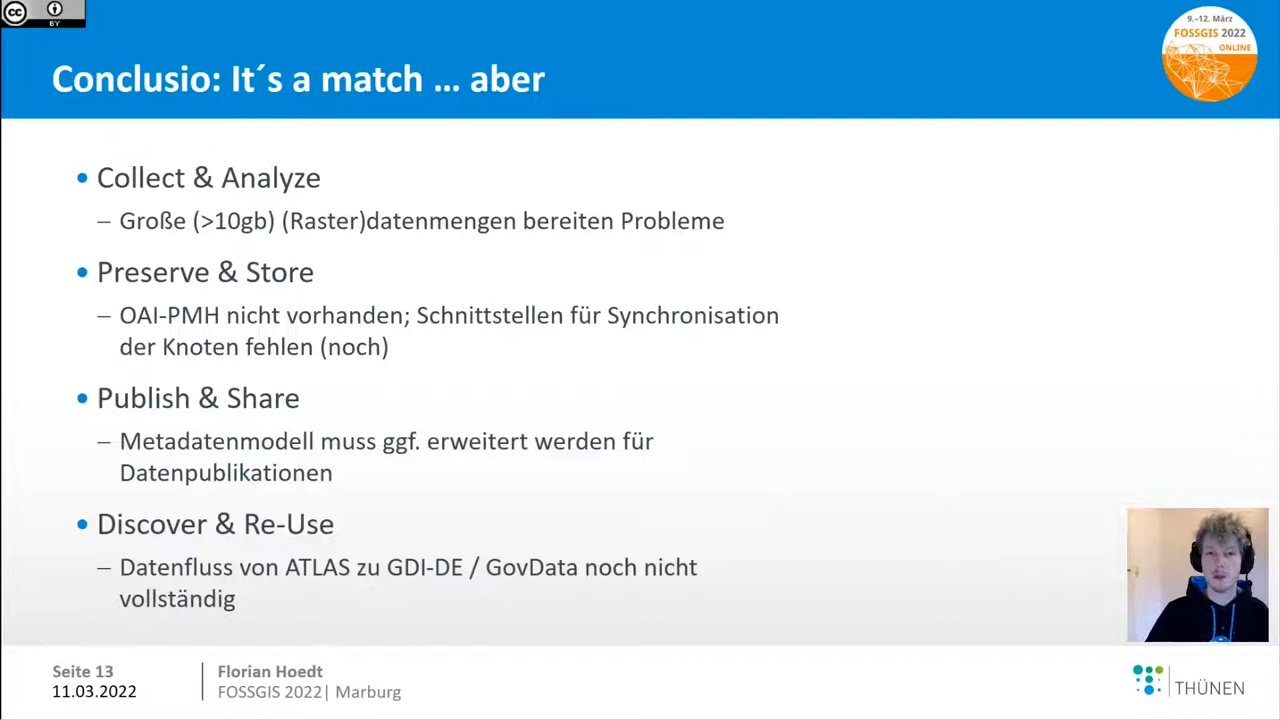 cc
BY
9.–12. März
FOSSGIS 2022
ONLINE
Conclusio: It´s a match … aber
• Collect & Analyze
– Große (>10gb) (Raster)datenmengen bereiten Probleme
• Preserve & Store
– OAI-PMH nicht vorhanden; Schnittstellen für Synchronisation
der Knoten fehlen (noch)
• Publish & Share
– Metadatenmodell muss ggf. erweitert werden für
Datenpublikationen
• Discover & Re-Use
– Datenfluss von ATLAS zu GDI-DE / GovData noch nicht
vollständig
Seite 13
11.03.2022
Florian Hoedt
FOSSGIS 2022| Marburg
THÜNEN